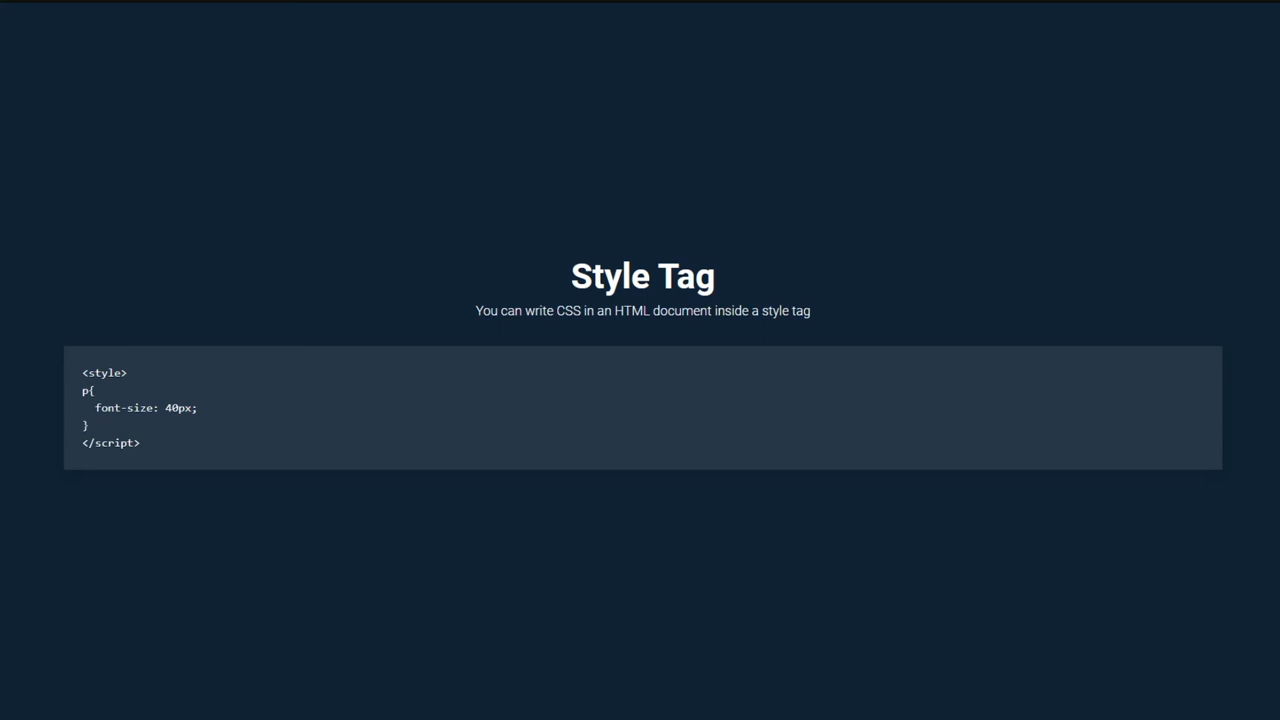 Style Tag
You can write CSS in an HTML document inside a style tag
<style>
p{
  font-size: 40px;
}
</script>